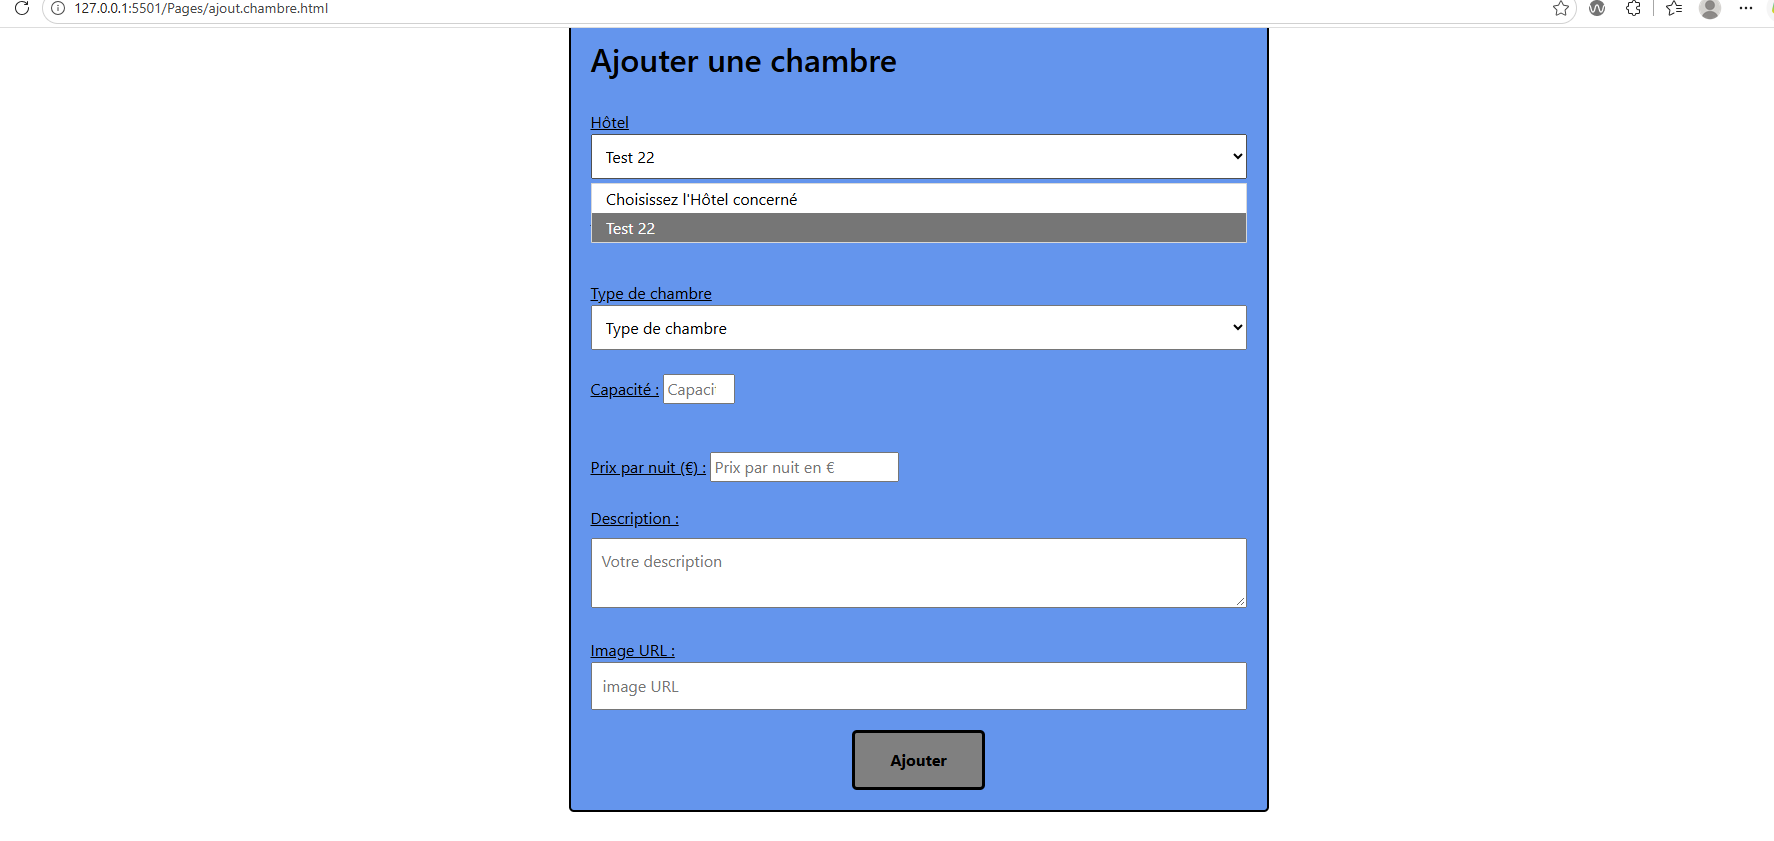 127.0.0.1:5501/Pages/ajout.chambre.html
Ajouter une chambre
Hôtel
Test 22
Choisissez l'Hôtel concerné
Test 22
Type de chambre
Type de chambre
Capacité : Capaci
Prix par nuit (€) : Prix par nuit en €
Description :
Votre description
Image URL :
image URL
Ajouter